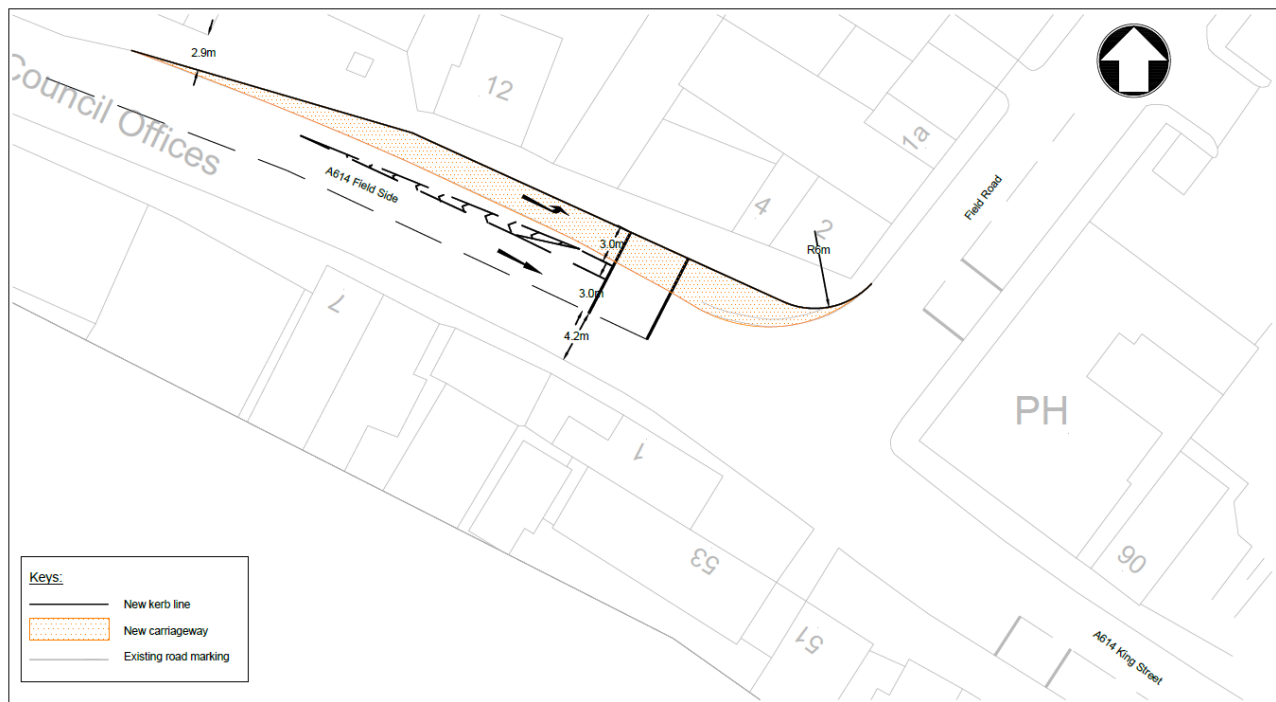 2.9m
Council Offices
12
1a
A614 Field Side
Field Road
4
2
R6m
3.0m
3.0m
4.2m
7
1
PH
53
90
51
A614 King Street
Keys:
New kerb line
New carriageway
Existing road marking